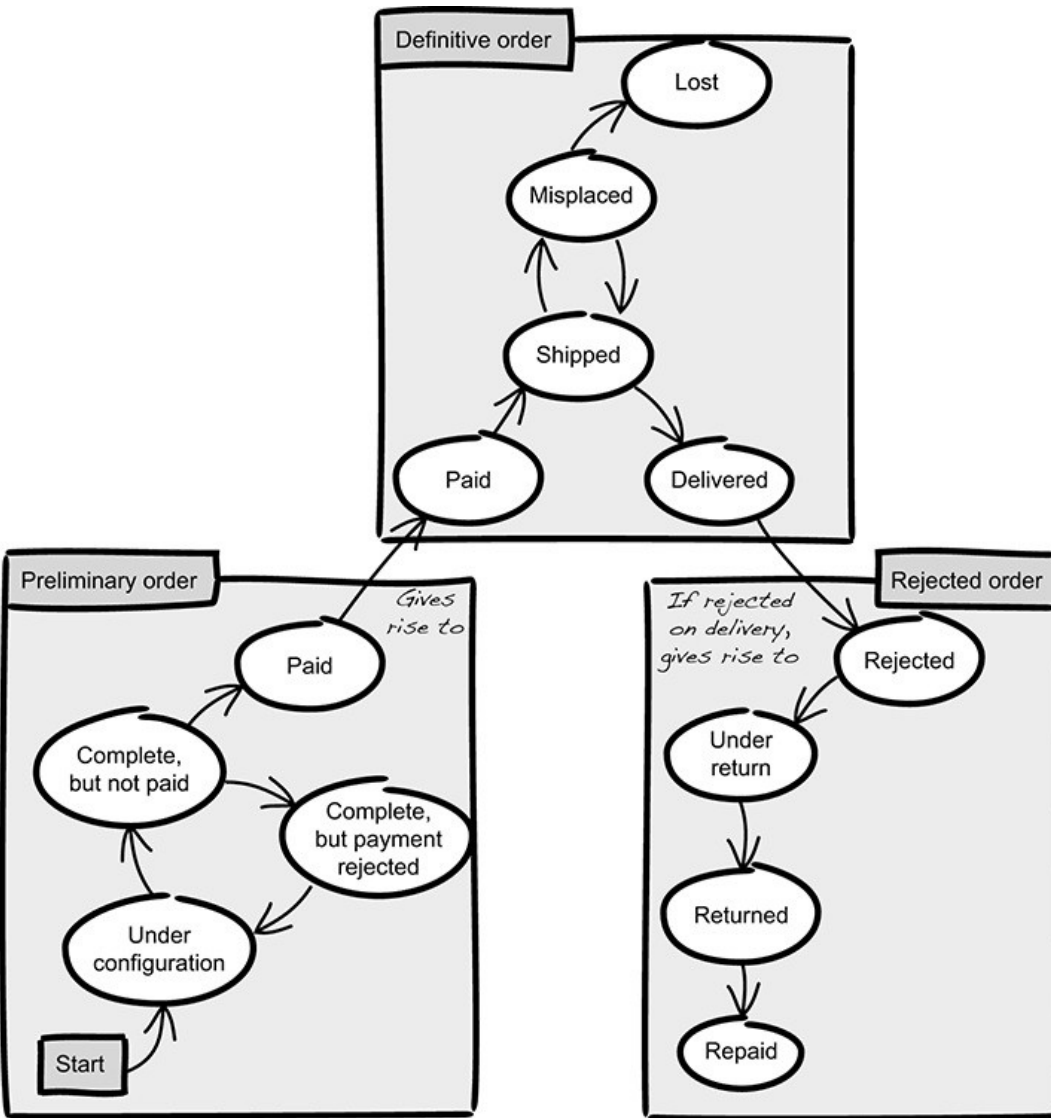 Definitive order
Lost
Misplaced
Shipped
Paid
Delivered
Preliminary order
Gives
rise to
Paid
Complete,
but not paid
Complete,
but payment
rejected
Under
configuration
Start
Rejected order
If rejected
on delivery,
gives rise to
Rejected
Under
return
Returned
Repaid